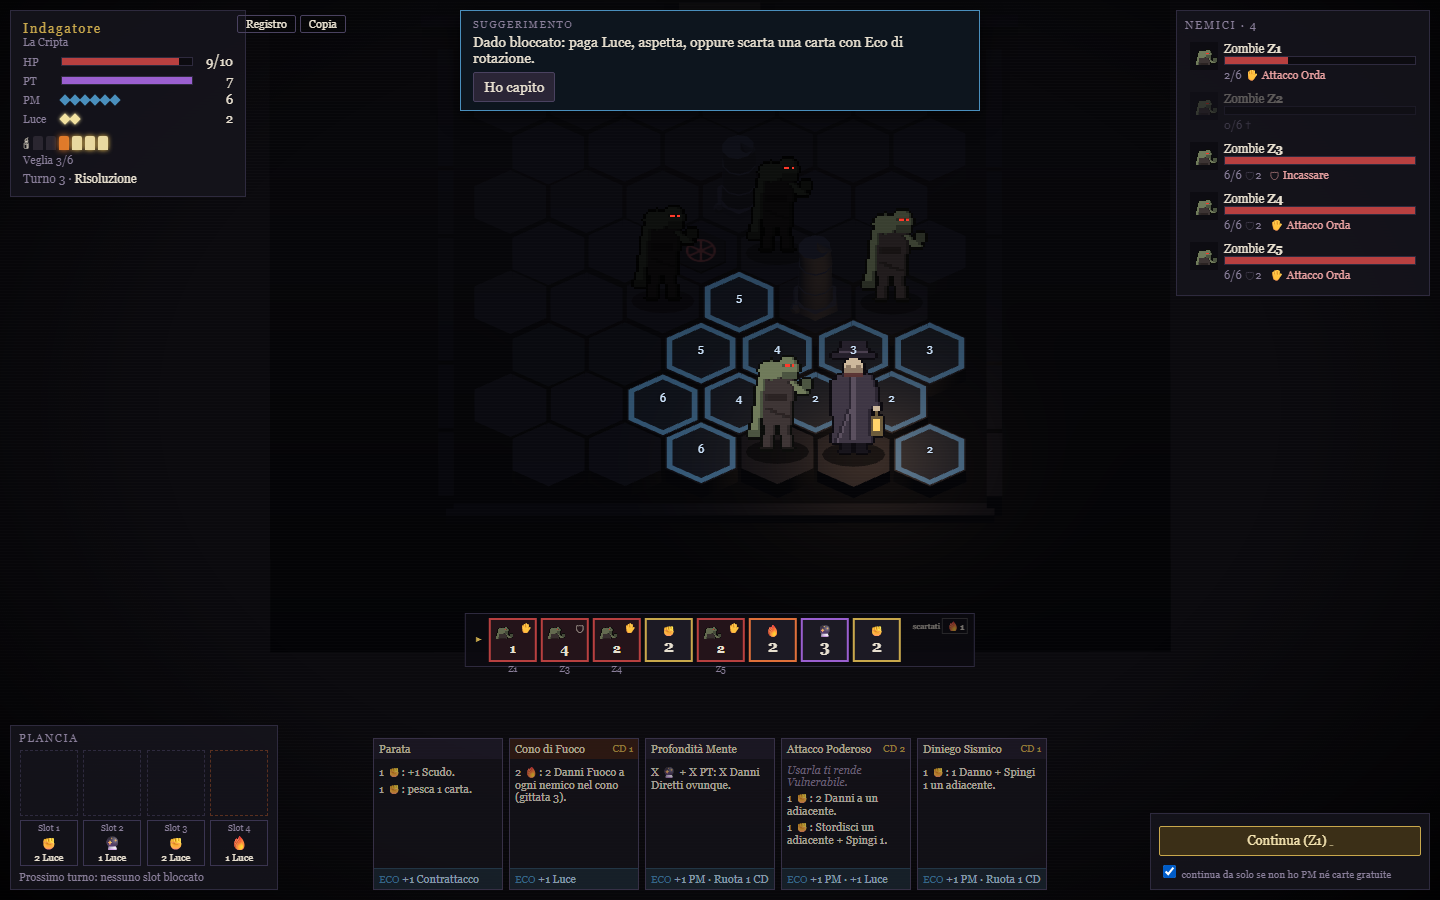 Indagatore
La Cripta
HP 9/10
PT 7
PM 6
Luce 2
Veglia 3/6
Turno 3 · Risoluzione
Registro
Copia
SUGGERIMENTO
Dado bloccato: paga Luce, aspetta, oppure scarta una carta con Eco di
rotazione.
Ho capito
NEMICI · 4
Zombie Z1
2/6 Attacco Orda
Zombie Z2
0/6 †
Zombie Z3
6/6 2 Incassare
Zombie Z4
6/6 2 Attacco Orda
Zombie Z5
6/6 2 Attacco Orda
5
5 4 3 3
6 4 2 2
6 2
1 4 2 2 2 2 3 2
scartati 1
Z1 Z3 Z4 Z5
PLANCIA
Slot 1 Slot 2 Slot 3 Slot 4
2 Luce 1 Luce 2 Luce 1 Luce
Prossimo turno: nessuno slot bloccato
Parata
1 : +1 Scudo.
1 : pesca 1 carta.
ECO +1 Contrattacco
Cono di Fuoco CD 1
2 : 2 Danni Fuoco a
ogni nemico nel cono
(gittata 3).
ECO +1 Luce
Profondità Mente
X + X PT: X Danni
Diretti ovunque.
ECO +1 PM · Ruota 1 CD
Attacco Poderoso CD 2
Usarla ti rende
Vulnerabile.
1 : 2 Danni a un
adiacente.
1 : Stordisci un
adiacente + Spingi 1.
ECO +1 PM · +1 Luce
Diniego Sismico CD 1
1 : 1 Danno + Spingi
1 un adiacente.
ECO +1 PM · Ruota 1 CD
Continua (Z1)_
continua da solo se non ho PM né carte gratuite